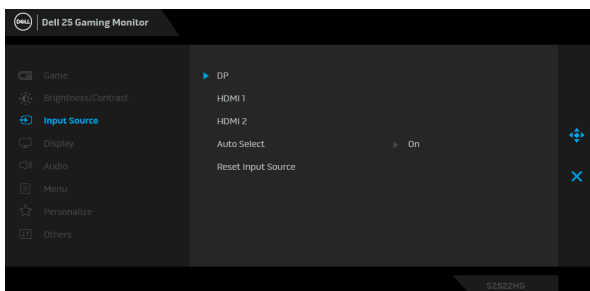 DELL Dell 25 Gaming Monitor
Game
Brightness/Contrast
Input Source
Display
Audio
Menu
Personalize
Others
DP
HDMI 1
HDMI 2
Auto Select On
Reset Input Source
S2522HG